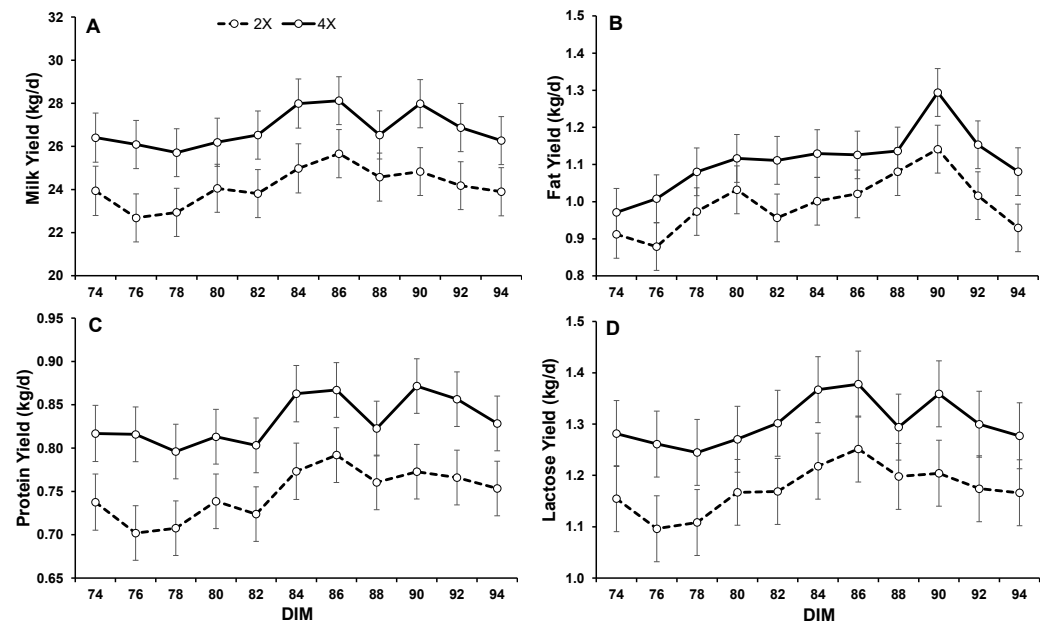 A
2X 4X
Milk Yield (kg/d)
32
30
28
26
24
22
20
74 76 78 80 82 84 86 88 90 92 94
B
Fat Yield (kg/d)
1.5
1.4
1.3
1.2
1.1
1.0
0.9
0.8
74 76 78 80 82 84 86 88 90 92 94
C
Protein Yield (kg/d)
0.95
0.90
0.85
0.80
0.75
0.70
0.65
74 76 78 80 82 84 86 88 90 92 94
DIM
D
Lactose Yield (kg/d)
1.5
1.4
1.3
1.2
1.1
1.0
74 76 78 80 82 84 86 88 90 92 94
DIM